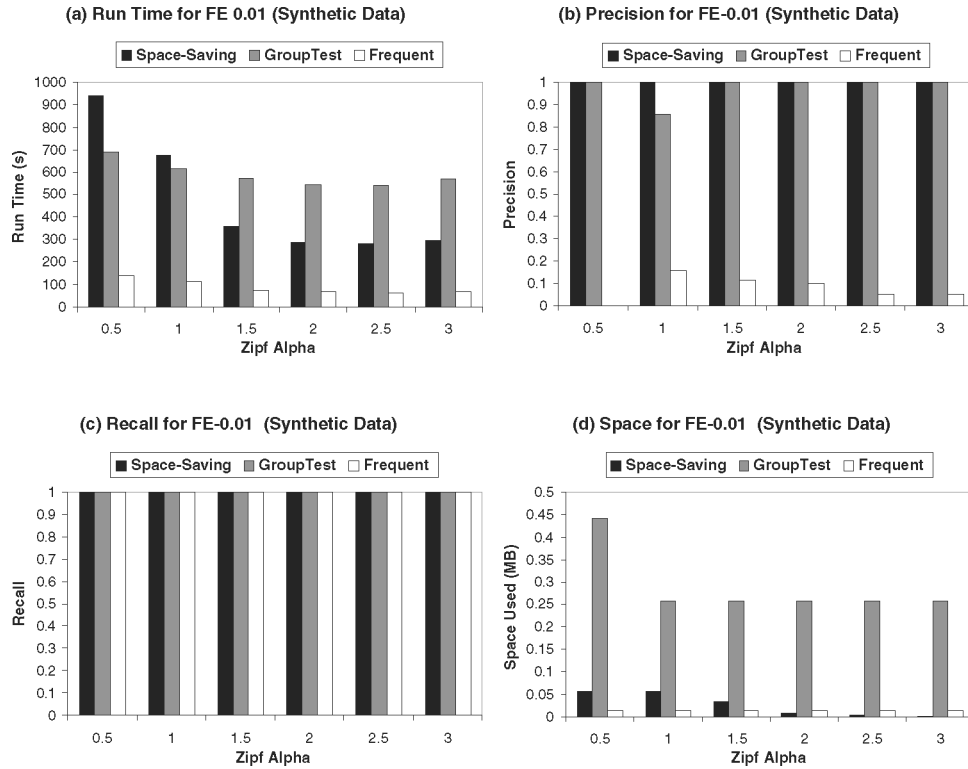 (a) Run Time for FE 0.01 (Synthetic Data)
Space-Saving GroupTest Frequent
1000
900
800
700
600
500
400
300
200
100
0
Run Time (s)
0.5 1 1.5 2 2.5 3
Zipf Alpha
(b) Precision for FE-0.01 (Synthetic Data)
Space-Saving GroupTest Frequent
1
0.9
0.8
0.7
0.6
0.5
0.4
0.3
0.2
0.1
0
Precision
0.5 1 1.5 2 2.5 3
Zipf Alpha
(c) Recall for FE-0.01 (Synthetic Data)
Space-Saving GroupTest Frequent
1
0.9
0.8
0.7
0.6
0.5
0.4
0.3
0.2
0.1
0
Recall
0.5 1 1.5 2 2.5 3
Zipf Alpha
(d) Space for FE-0.01 (Synthetic Data)
Space-Saving GroupTest Frequent
0.5
0.45
0.4
0.35
0.3
0.25
0.2
0.15
0.1
0.05
0
Space Used (MB)
0.5 1 1.5 2 2.5 3
Zipf Alpha